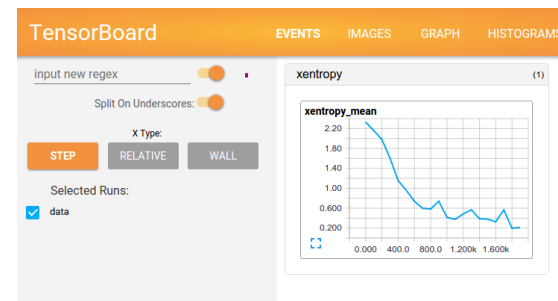 TensorBoard
EVENTS IMAGES GRAPH HISTOGRAMS
input new regex
Split On Underscores:
X Type:
STEP RELATIVE WALL
Selected Runs:
data
xentropy (1)
xentropy_mean
2.20
1.80
1.40
1.00
0.600
0.200
0.000 400.0 800.0 1.200k 1.600k